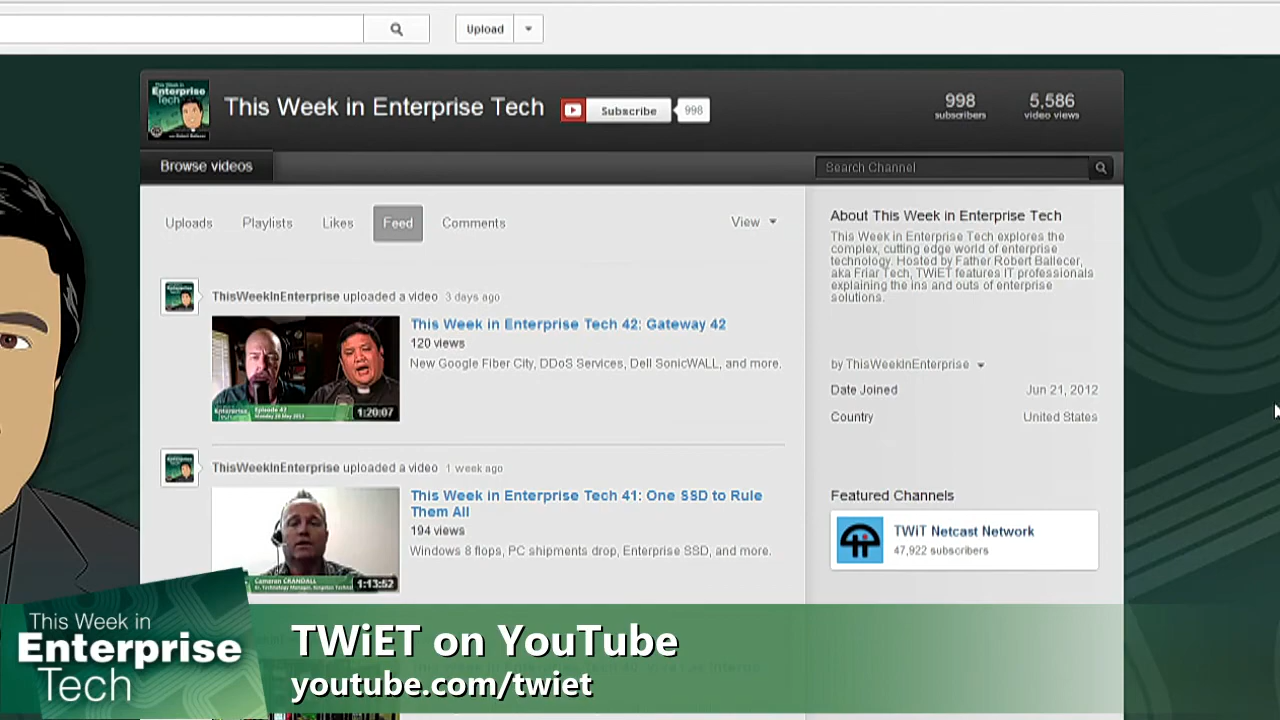 Upload
This Week in Enterprise Tech
Subscribe
998
998
subscribers
5,586
video views
Browse videos
Search Channel
Uploads
Playlists
Likes
Feed
Comments
View
ThisWeekInEnterprise uploaded a video 3 days ago
This Week in Enterprise Tech 42: Gateway 42
120 views
New Google Fiber City, DDoS Services, Dell SonicWALL, and more.
Episode 42
1:20:07
ThisWeekInEnterprise uploaded a video 1 week ago
This Week in Enterprise Tech 41: One SSD to Rule
Them All
194 views
Windows 8 flops, PC shipments drop, Enterprise SSD, and more.
Cameron CRANDALL
1:13:52
About This Week in Enterprise Tech
This Week in Enterprise Tech explores the
complex, cutting edge world of enterprise
technology. Hosted by Father Robert Ballecer,
aka Friar Tech, TWiET features IT professionals
explaining the ins and outs of enterprise
solutions.
by ThisWeekInEnterprise
Date Joined Jun 21, 2012
Country United States
Featured Channels
TWiT Netcast Network
47,922 subscribers
This Week in
Enterprise
Tech
TWiET on YouTube
youtube.com/twiet